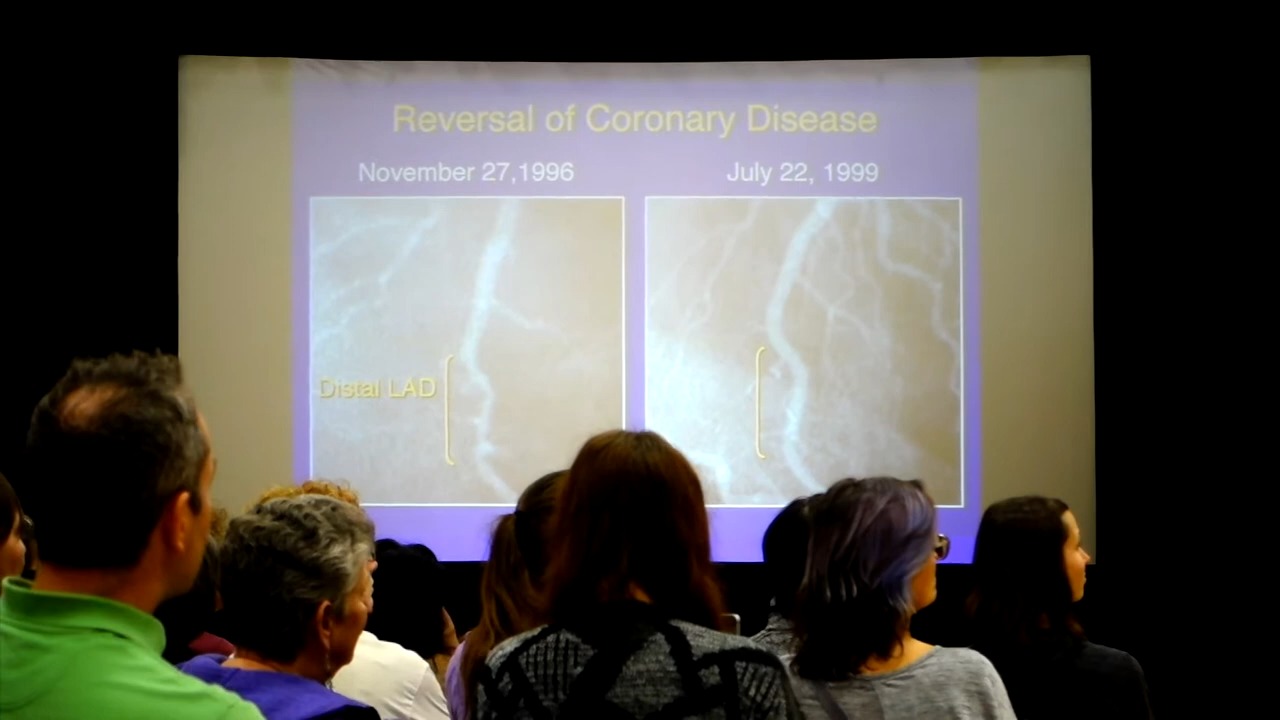 Reversal of Coronary Disease
November 27,1996
July 22, 1999
Distal LAD